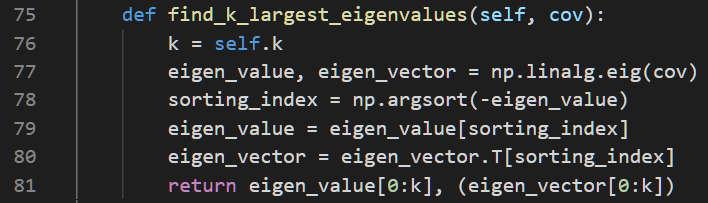 75 def find_k_largest_eigenvalues(self, cov):
76 k = self.k
77 eigen_value, eigen_vector = np.linalg.eig(cov)
78 sorting_index = np.argsort(-eigen_value)
79 eigen_value = eigen_value[sorting_index]
80 eigen_vector = eigen_vector.T[sorting_index]
81 return eigen_value[0:k], (eigen_vector[0:k])